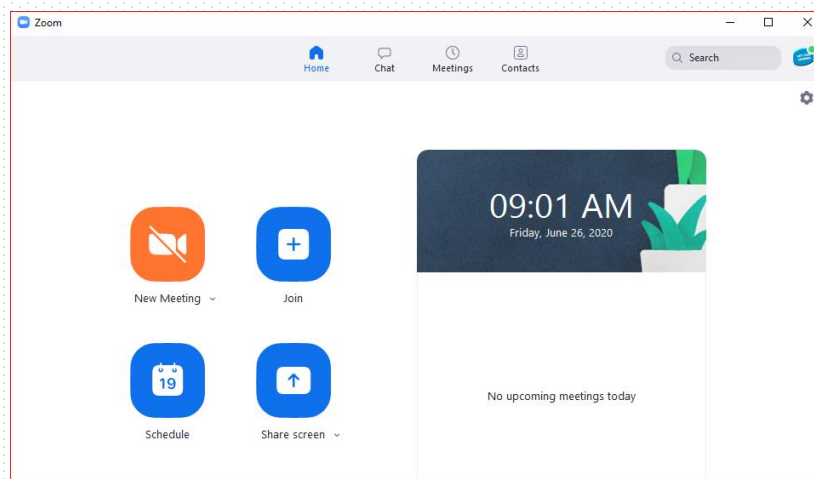 Zoom
Home
Chat
Meetings
Contacts
Search
09:01 AM
Friday, June 26, 2020
New Meeting
Join
19
Schedule
Share screen
No upcoming meetings today